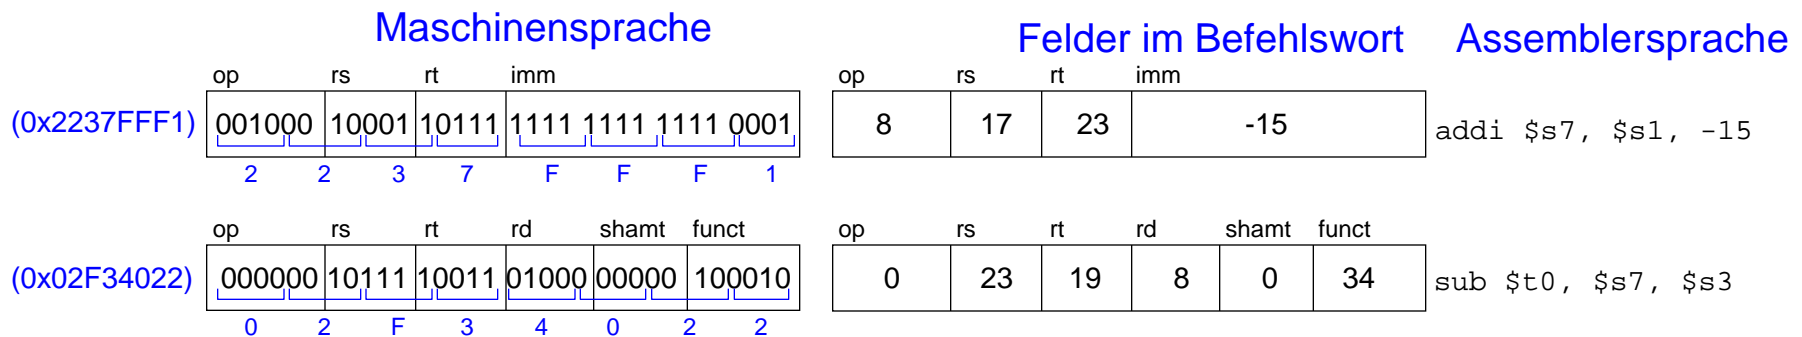 Maschinensprache Felder im Befehlswort Assemblersprache
op rs rt imm op rs rt imm
(0x2237FFF1) 001000 10001 10111 1111 1111 1111 0001 8 17 23 -15 addi $s7, $s1, -15
2 2 3 7 F F F 1
op rs rt rd shamt funct op rs rt rd shamt funct
(0x02F34022) 000000 10111 10011 01000 00000 100010 0 23 19 8 0 34 sub $t0, $s7, $s3
0 2 F 3 4 0 2 2